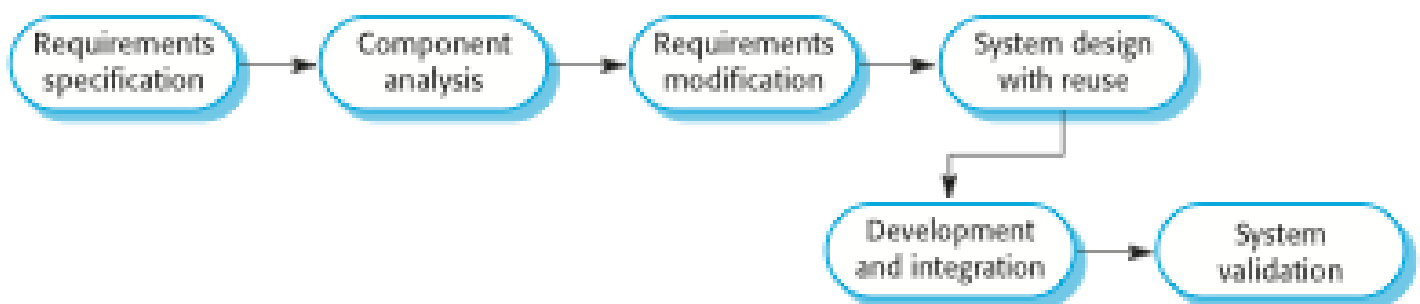 Requirements
specification
Component
analysis
Requirements
modification
System design
with reuse
Development
and integration
System
validation